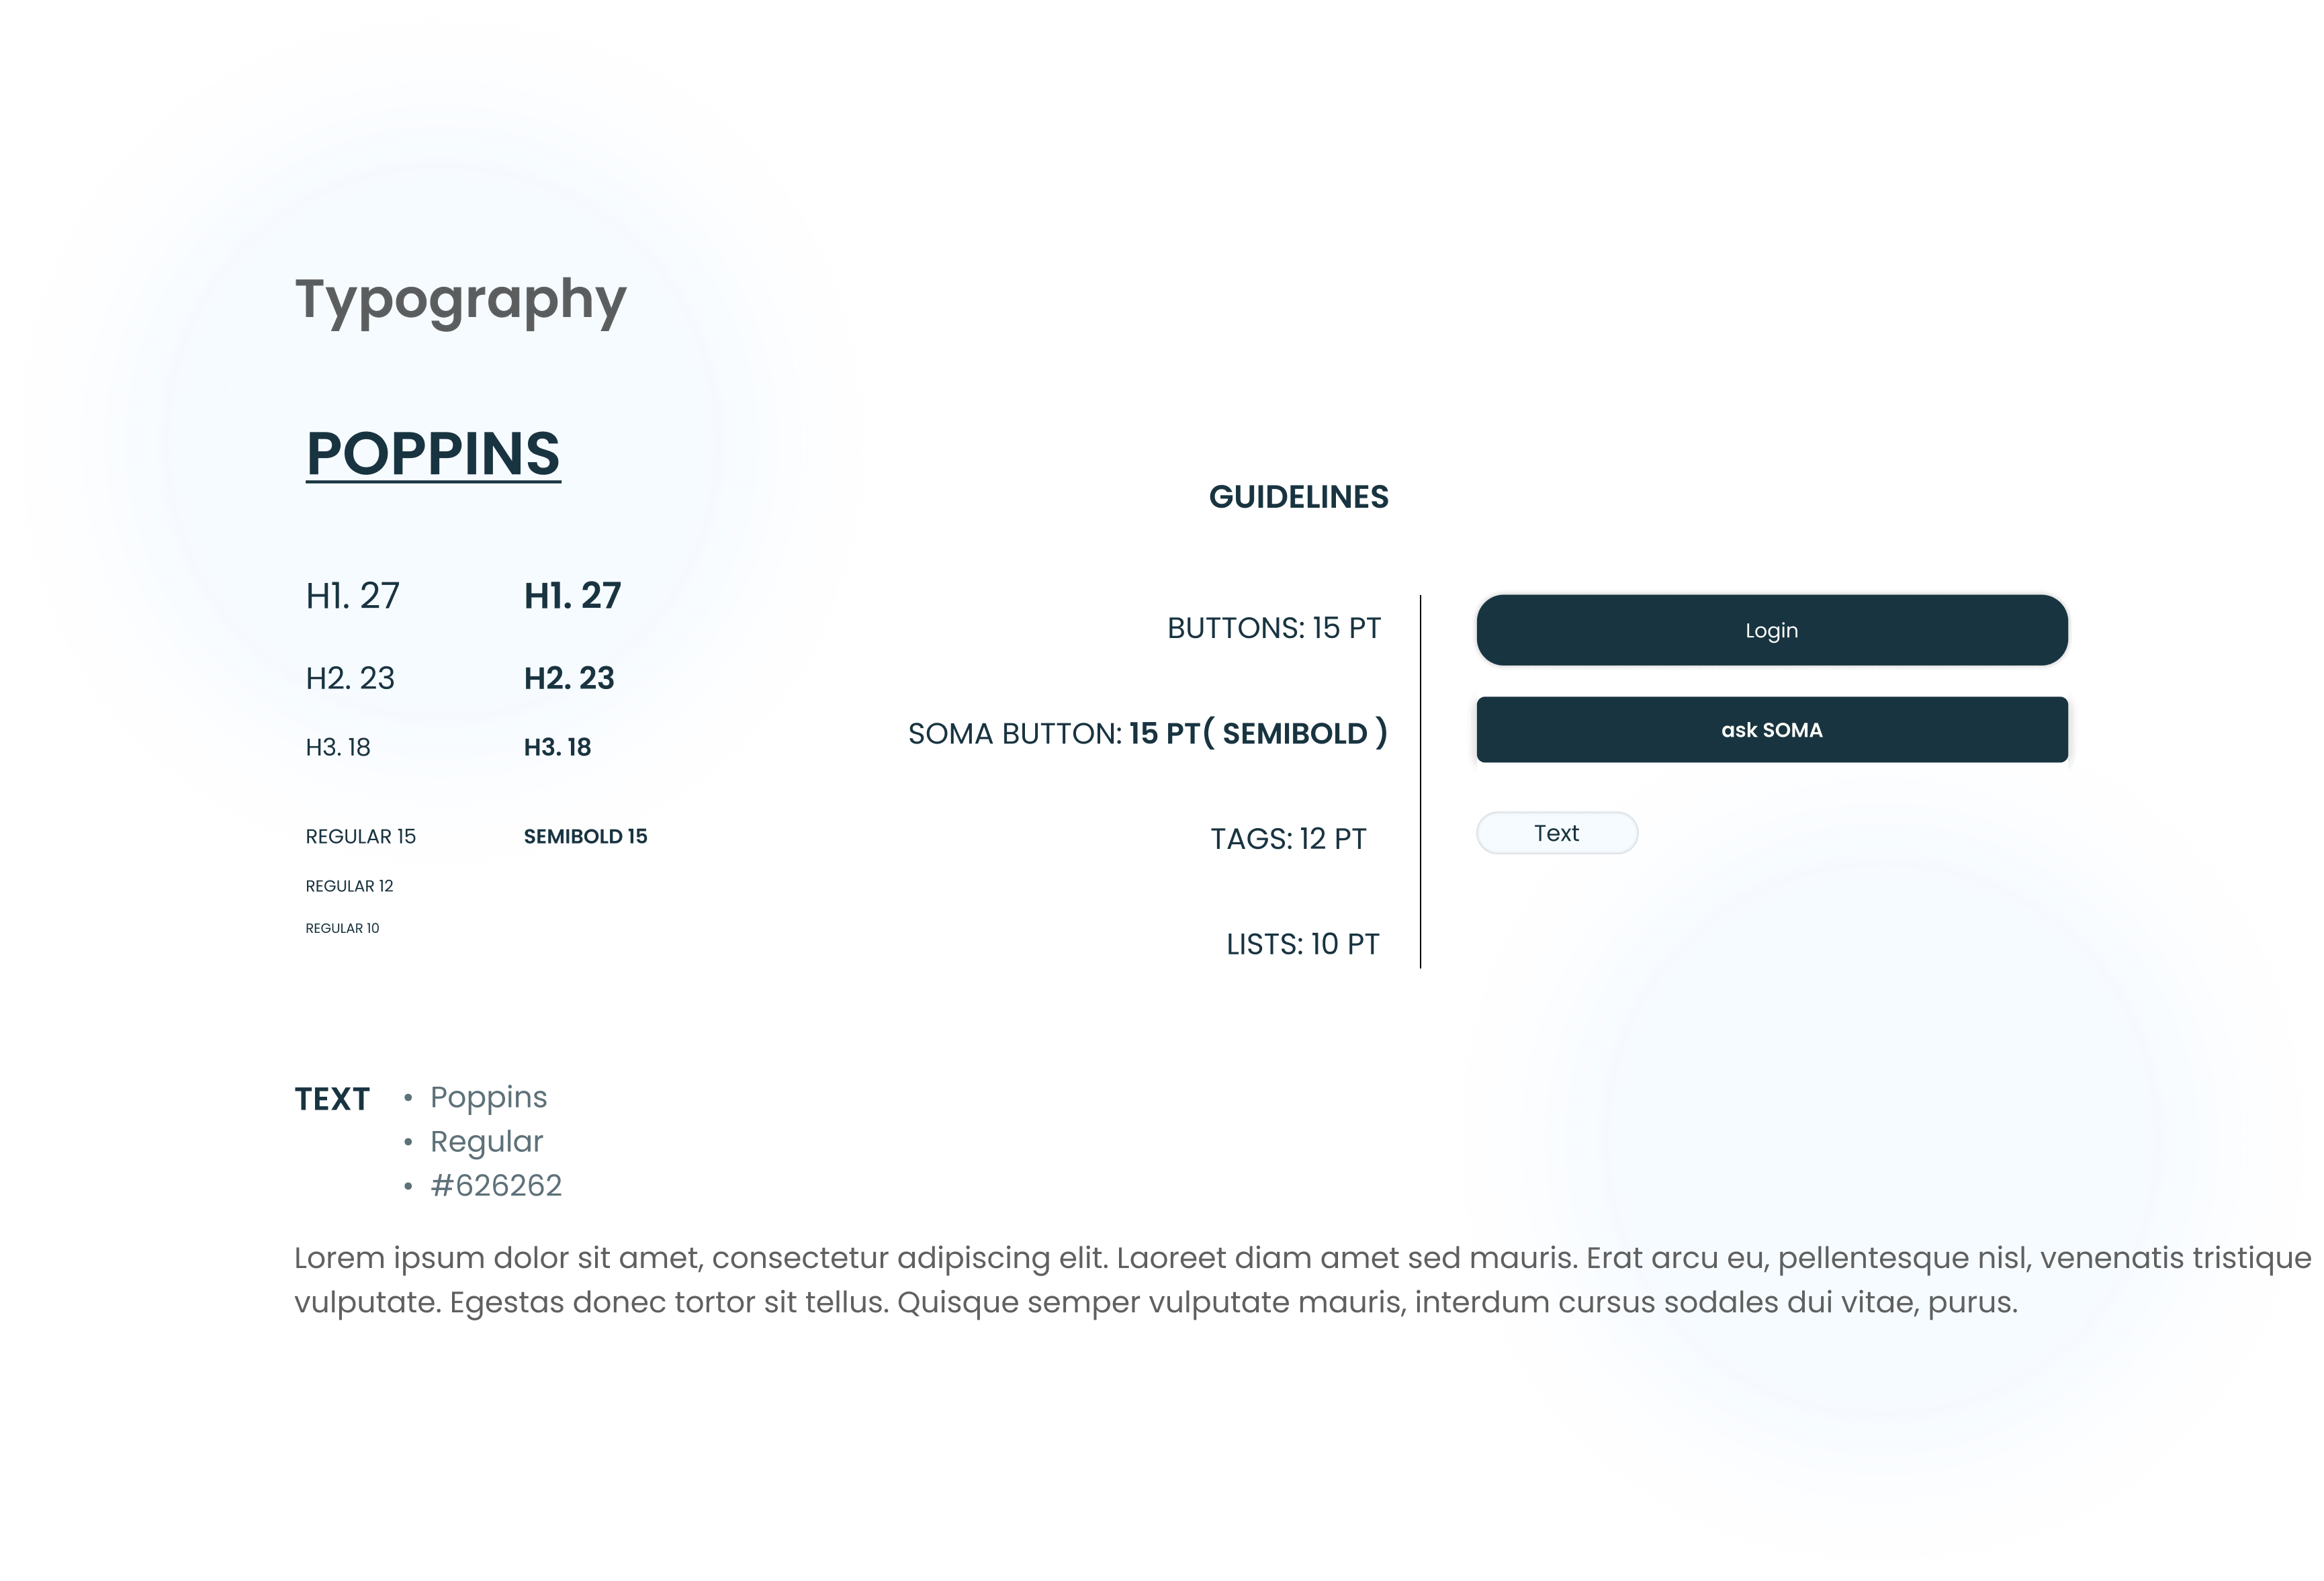 Typography
POPPINS
H1. 27
H1. 27
H2. 23
H2. 23
H3. 18
H3. 18
REGULAR 15
SEMIBOLD 15
REGULAR 12
REGULAR 10
GUIDELINES
BUTTONS: 15 PT
Login
SOMA BUTTON: 15 PT( SEMIBOLD )
ask SOMA
TAGS: 12 PT
Text
LISTS: 10 PT
TEXT
• Poppins
• Regular
• #626262
Lorem ipsum dolor sit amet, consectetur adipiscing elit. Laoreet diam amet sed mauris. Erat arcu eu, pellentesque nisl, venenatis tristique
vulputate. Egestas donec tortor sit tellus. Quisque semper vulputate mauris, interdum cursus sodales dui vitae, purus.